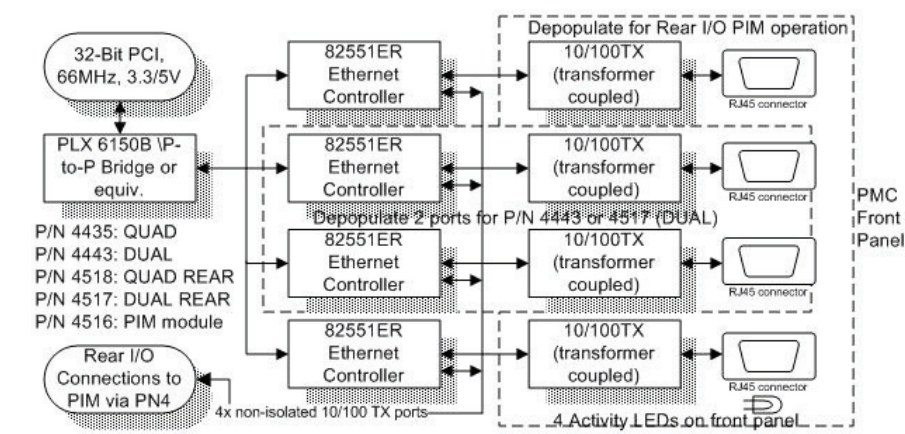 Depopulate for Rear I/O PIM operation
32-Bit PCI,
66MHz, 3.3/5V
82551ER
Ethernet
Controller
10/100TX
(transformer
coupled)
RJ45 connector
PLX 6150B \P-
to-P Bridge or
equiv.
82551ER
Ethernet
Controller
10/100TX
(transformer
coupled)
RJ45 connector
PMC
Front
Panel
Depopulate 2 ports for P/N 4443 or 4517 (DUAL)
P/N 4435: QUAD
P/N 4443: DUAL
P/N 4518: QUAD REAR
P/N 4517: DUAL REAR
P/N 4516: PIM module
82551ER
Ethernet
Controller
10/100TX
(transformer
coupled)
RJ45 connector
82551ER
Ethernet
Controller
10/100TX
(transformer
coupled)
RJ45 connector
Rear I/O
Connections to
PIM via PN4
4x non-isolated 10/100 TX ports
4 Activity LEDs on front panel